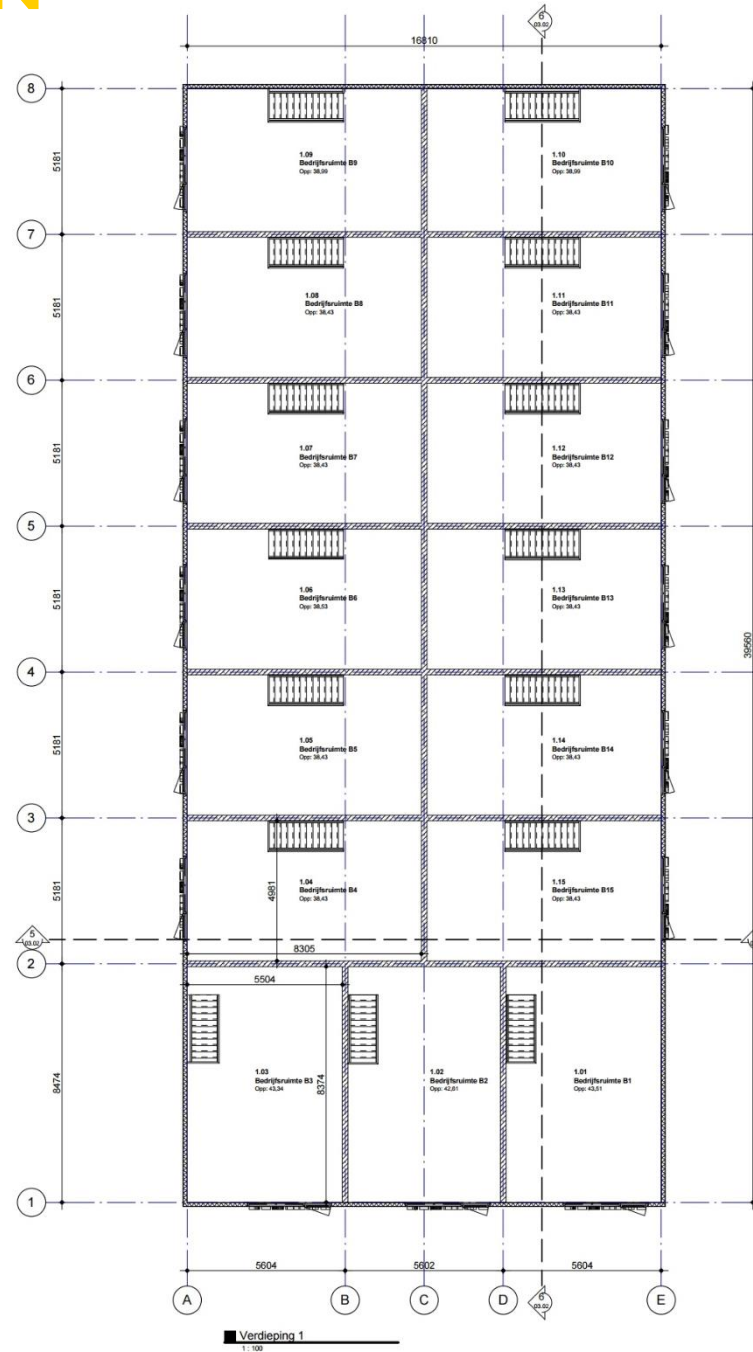 N
6
03.02
16810
8
5181
1.09
Bedrijfsruimte B9
Opp: 38,99
1.10
Bedrijfsruimte B10
Opp: 38,99
7
5181
1.08
Bedrijfsruimte B8
Opp: 38,43
1.11
Bedrijfsruimte B11
Opp: 38,43
6
5181
1.07
Bedrijfsruimte B7
Opp: 38,43
1.12
Bedrijfsruimte B12
Opp: 38,43
5
5181
1.06
Bedrijfsruimte B6
Opp: 38,53
1.13
Bedrijfsruimte B13
Opp: 38,43
39560
4
5181
1.05
Bedrijfsruimte B5
Opp: 38,43
1.14
Bedrijfsruimte B14
Opp: 38,43
3
5181
4981
1.04
Bedrijfsruimte B4
Opp: 38,43
1.15
Bedrijfsruimte B15
Opp: 38,43
5
03.02
8305
2
5504
8474
8374
1.03
Bedrijfsruimte B3
Opp: 43,34
1.02
Bedrijfsruimte B2
Opp: 42,61
1.01
Bedrijfsruimte B1
Opp: 43,51
1
5604
5602
5604
A
B
C
D
E
6
03.02
Verdieping 1
1 : 100